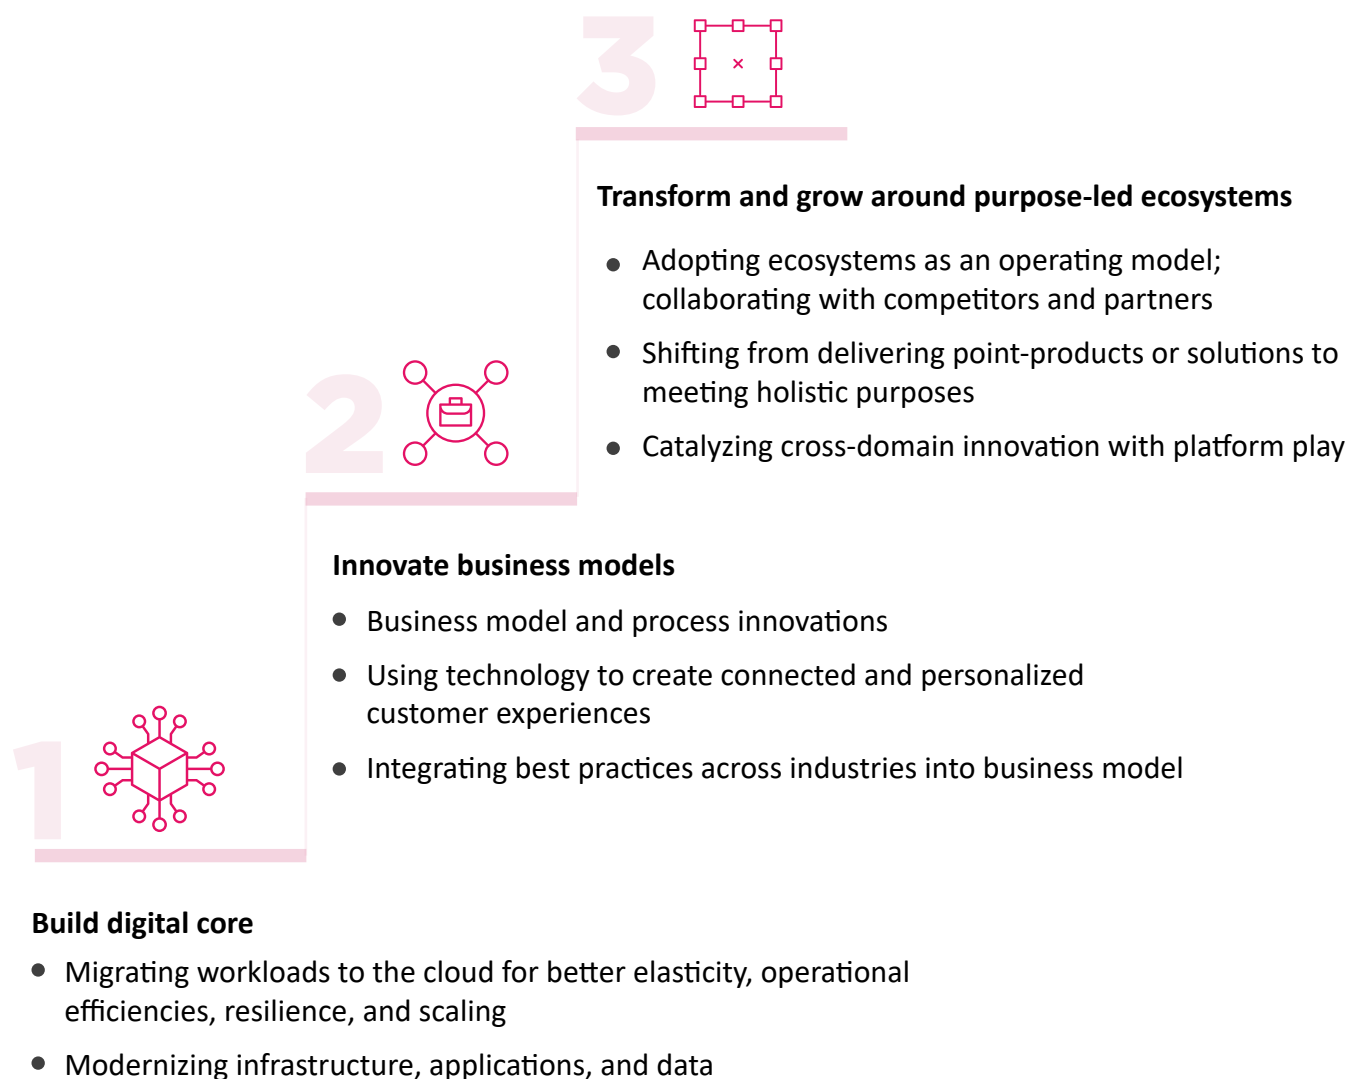 3
Transform and grow around purpose-led ecosystems
Adopting ecosystems as an operating model;
collaborating with competitors and partners
Shifting from delivering point-products or solutions to
meeting holistic purposes
Catalyzing cross-domain innovation with platform play
2
Innovate business models
Business model and process innovations
Using technology to create connected and personalized
customer experiences
Integrating best practices across industries into business model
1
Build digital core
Migrating workloads to the cloud for better elasticity, operational
efficiencies, resilience, and scaling
Modernizing infrastructure, applications, and data